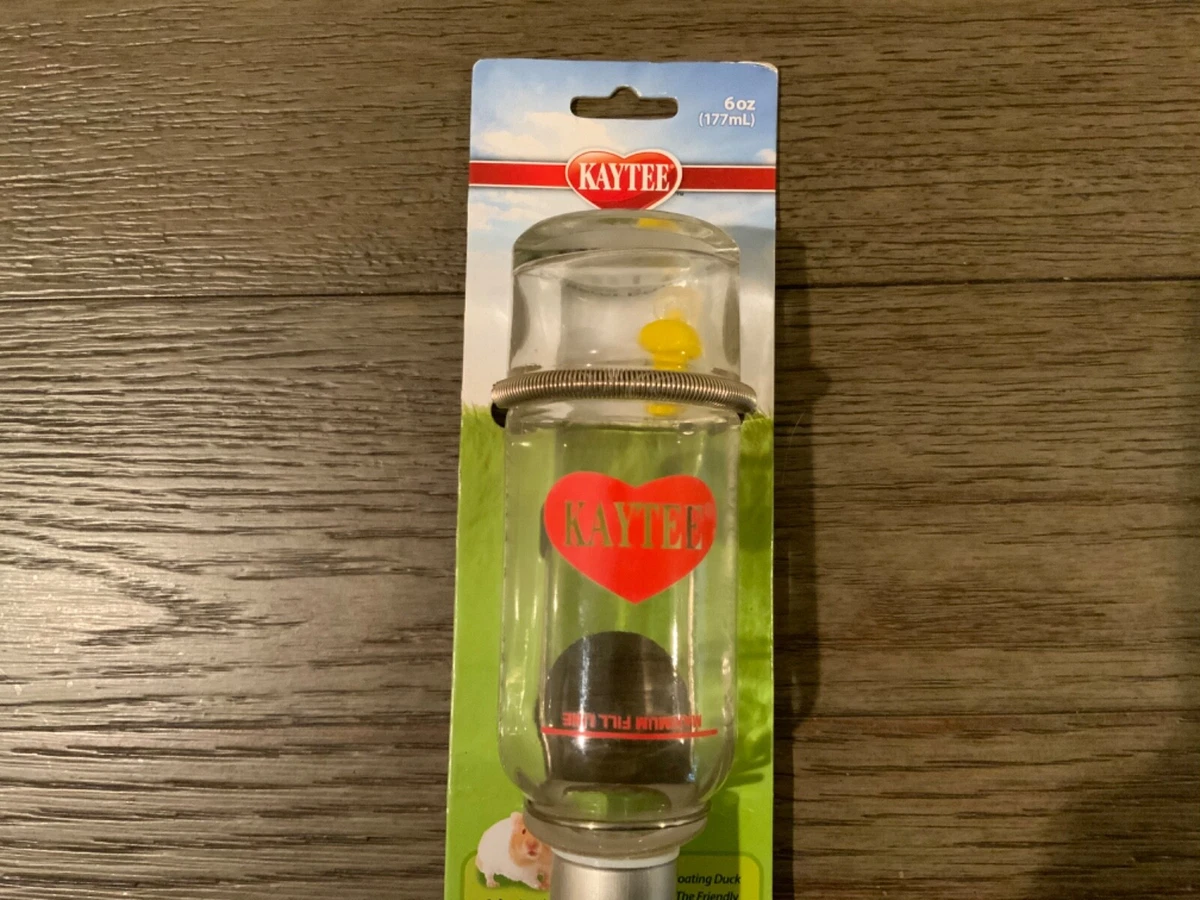 6 oz
(177mL)
KAYTEE®
KAYTEE®
MAXIMUM FILL LINE
oating Duck
The Friendly